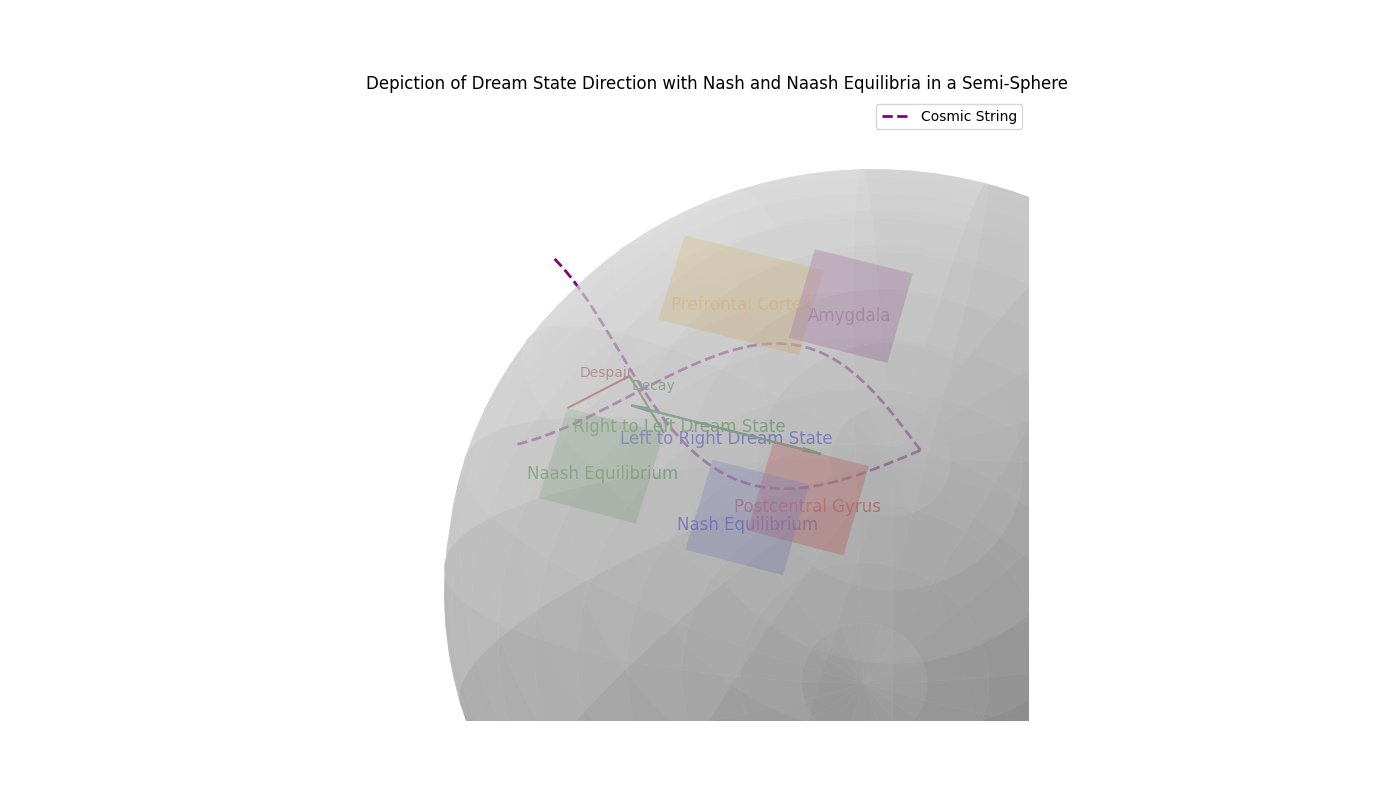 Depiction of Dream State Direction with Nash and Naash Equilibria in a Semi-Sphere
Cosmic String
Prefrontal Cortex
Amygdala
Despair
Decay
Right to Left Dream State
Left to Right Dream State
Naash Equilibrium
Postcentral Gyrus
Nash Equilibrium